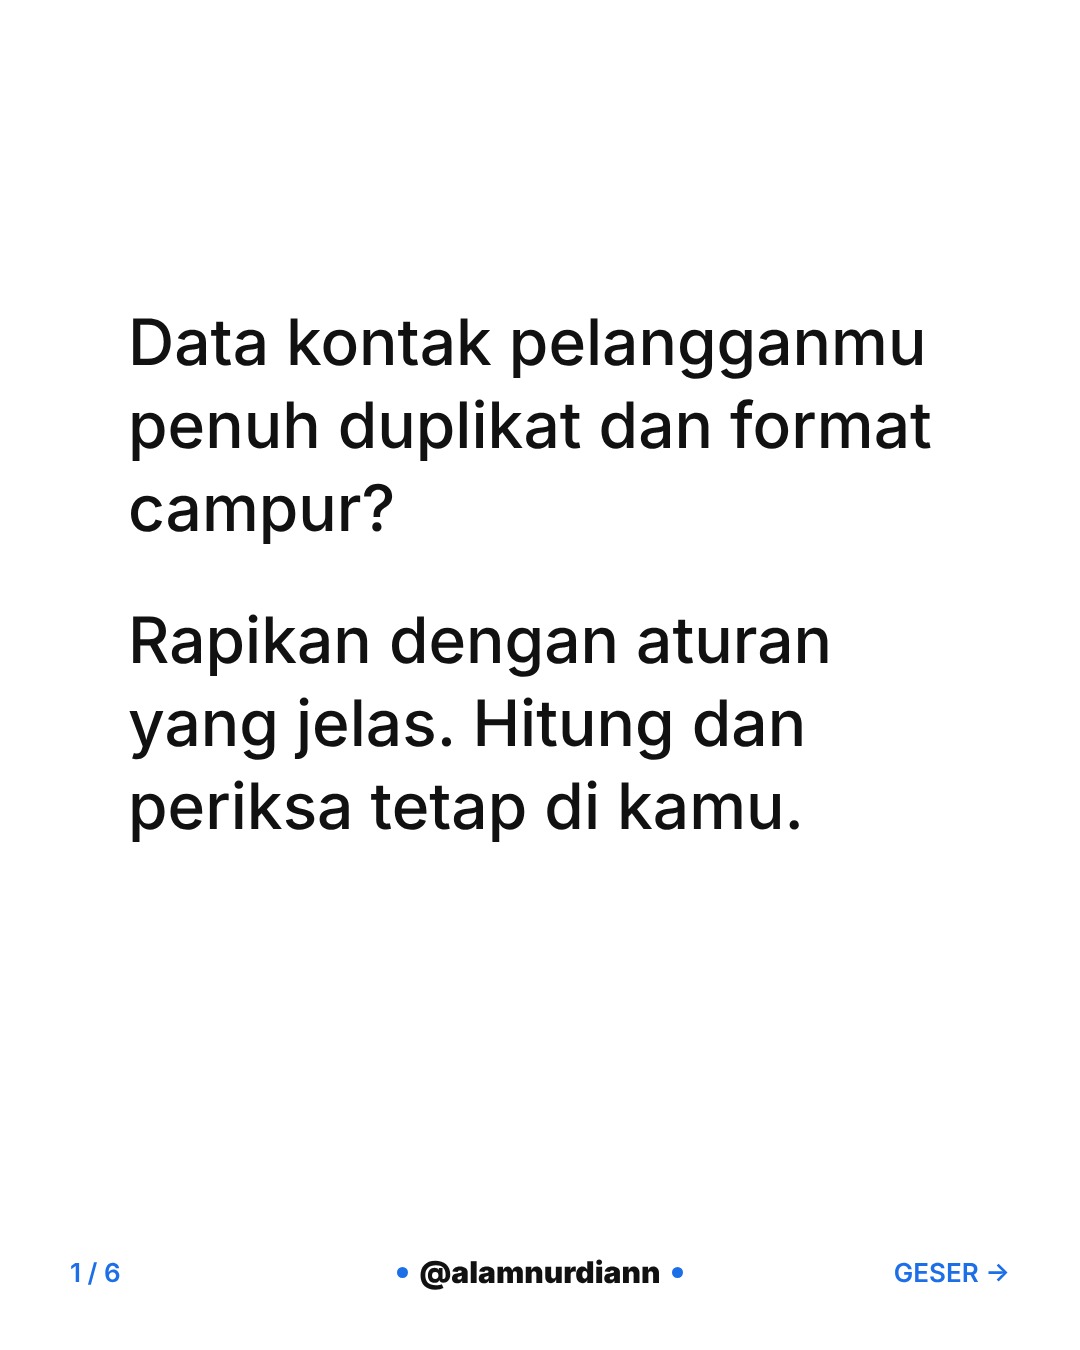 Data kontak pelangganmu
penuh duplikat dan format
campur?
Rapikan dengan aturan
yang jelas. Hitung dan
periksa tetap di kamu.
1 / 6
• @alamnurdiann •
GESER →